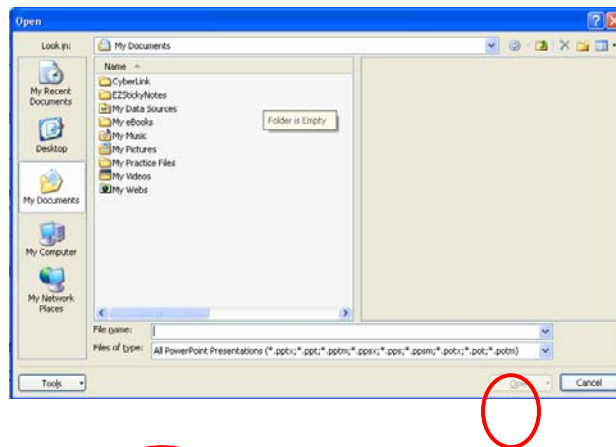 Open
Look in:
My Documents
Name
My Recent
Documents
Desktop
My Documents
My Computer
My Network
Places
CyberLink
EZStickyNotes
My Data Sources
My eBooks
My Music
My Pictures
My Practice Files
My Videos
My Webs
Folder is Empty
File name:
Files of type:
All PowerPoint Presentations (*.pptx;*.ppt;*.pptm;*.ppsx;*.pps;*.ppsm;*.potx;*.pot;*.potm)
Tools
Open
Cancel